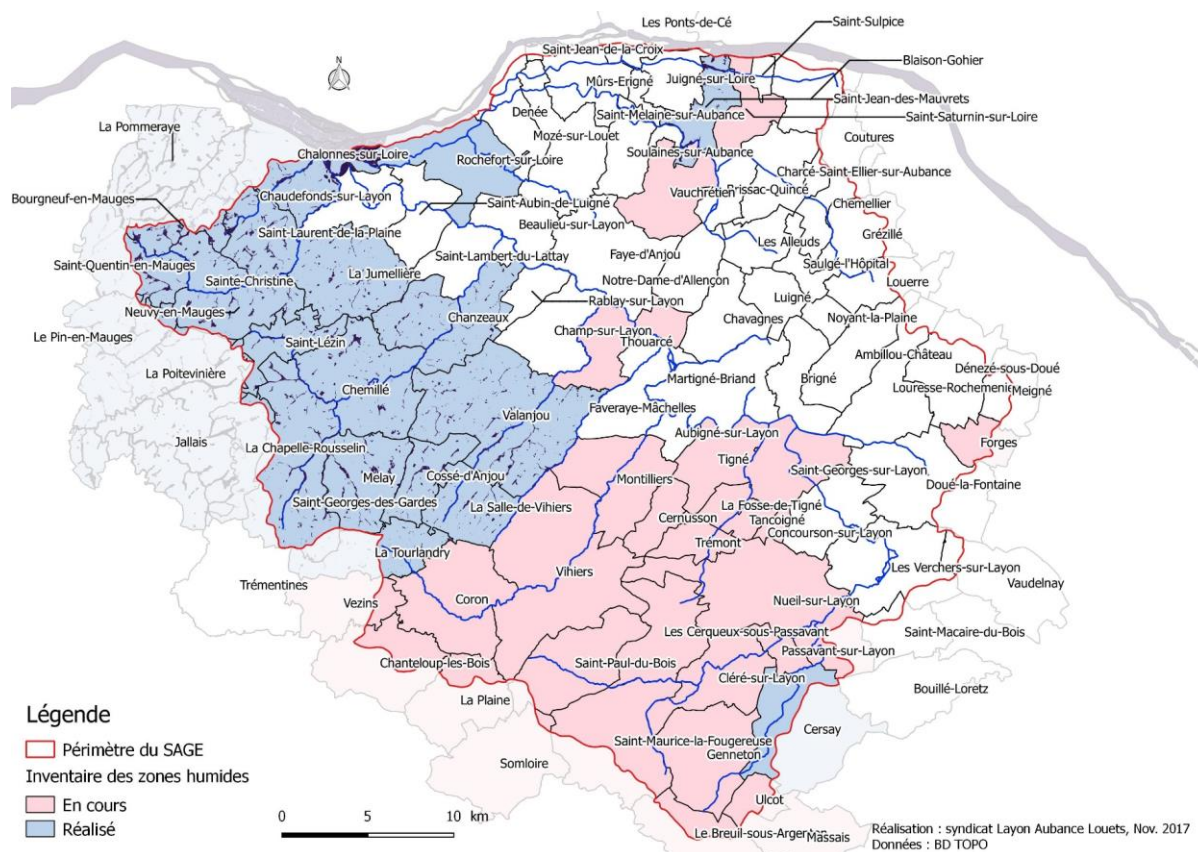 Les Ponts-de-Cé
Saint-Sulpice
Saint-Jean-de-la-Croix
Blaison-Gohier
N
Mûrs-Erigné
Juigné-sur-Loire
Saint-Jean-des-Mauvrets
Denée
Saint-Melaine-sur-Aubance
Saint-Saturnin-sur-Loire
La Pommeraye
Mozé-sur-Louet
Coutures
Chalonnes-sur-Loire
Rochefort-sur-Loire
Soulaines-sur-Aubance
Charcé-Saint-Ellier-sur-Aubance
Bourgneuf-en-Mauges
Chaudefonds-sur-Layon
Saint-Aubin-de-Luigné
Vauchrétien
Brissac-Quincé
Chemellier
Saint-Laurent-de-la-Plaine
Beaulieu-sur-Layon
Grézillé
Les Alleuds
Saint-Quentin-en-Mauges
Sainte-Christine
La Jumellière
Saint-Lambert-du-Lattay
Faye-d'Anjou
Saulgé-l'Hôpital
Notre-Dame-d'Allençon
Louerre
Neuvy-en-Mauges
Chanzeaux
Rablay-sur-Layon
Luigné
Noyant-la-Plaine
Le Pin-en-Mauges
Saint-Lézin
Champ-sur-Layon
Thouarcé
Chavagnes
Ambillou-Château
Dénezé-sous-Doué
La Poitevinière
Chemillé
Martigné-Briand
Brigné
Louresse-Rochemenier
Meigné
Valanjou
Faveraye-Mâchelles
Jallais
La Chapelle-Rousselin
Aubigné-sur-Layon
Forges
Melay
Cossé-d'Anjou
Montilliers
Tigné
Saint-Georges-sur-Layon
Doué-la-Fontaine
Saint-Georges-des-Gardes
La Salle-de-Vihiers
La Fosse-de-Tigné
Cernusson
Tancoigné
Concourson-sur-Layon
La Tourlandry
Trémont
Trémentines
Vihiers
Les Verchers-sur-Layon
Vaudelnay
Vezins
Coron
Nueil-sur-Layon
Les Cerqueux-sous-Passavant
Saint-Macaire-du-Bois
Chanteloup-les-Bois
Saint-Paul-du-Bois
Passavant-sur-Layon
Cléré-sur-Layon
Bouillé-Loretz
La Plaine
Cersay
Saint-Maurice-la-Fougereuse
Genneton
Somloire
Ulcot
Massais
Légende
Périmètre du SAGE
Inventaire des zones humides
En cours
Réalisé
0 5 10 km
Réalisation : syndicat Layon Aubance Louets, Nov. 2017
Données : BD TOPO